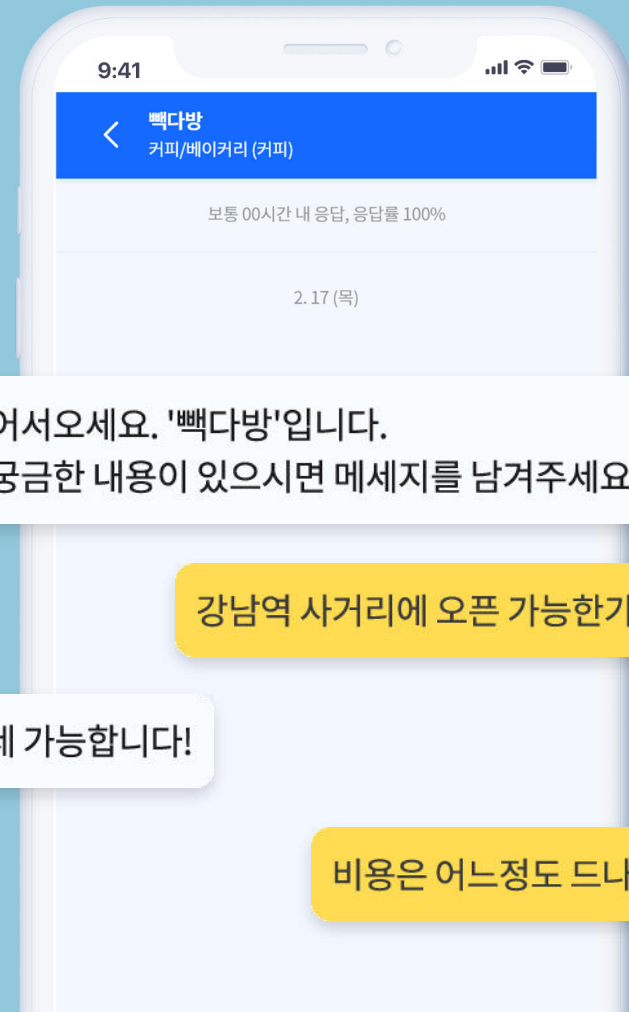 9:41
빽다방
커피/베이커리 (커피)
보통 00시간 내 응답, 응답률 100%
2. 17 (목)
어서오세요. '빽다방'입니다.
궁금한 내용이 있으시면 메세지를 남겨주세요
강남역 사거리에 오픈 가능한가
네 가능합니다!
비용은 어느정도 드나